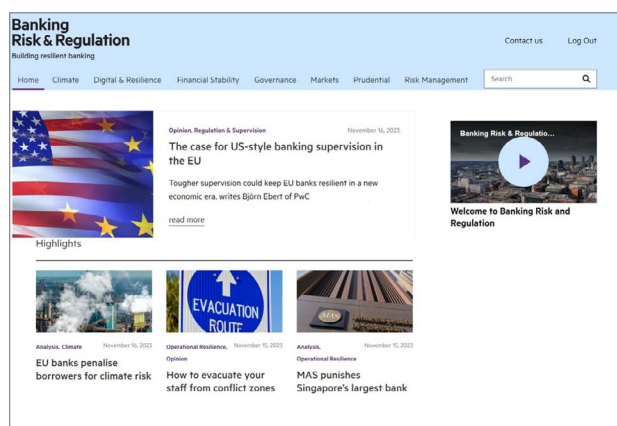 Banking
Risk & Regulation
Building resilient banking
Contact us Log Out
Home Climate Digital & Resilience Financial Stability Governance Markets Prudential Risk Management Search
Opinion, Regulation & Supervision November 16, 2023
The case for US-style banking supervision in
the EU
Tougher supervision could keep EU banks resilient in a new
economic era, writes Björn Ebert of PwC
read more
Banking Risk & Regulatio...
Welcome to Banking Risk and
Regulation
Highlights
EVACUATION
ROUTE
MAS
Analysis, Climate November 16, 2023
EU banks penalise
borrowers for climate risk
Operational Resilience, November 15, 2023
Opinion
How to evacuate your
staff from conflict zones
Analysis, November 15, 2023
Operational Resilience
MAS punishes
Singapore's largest bank